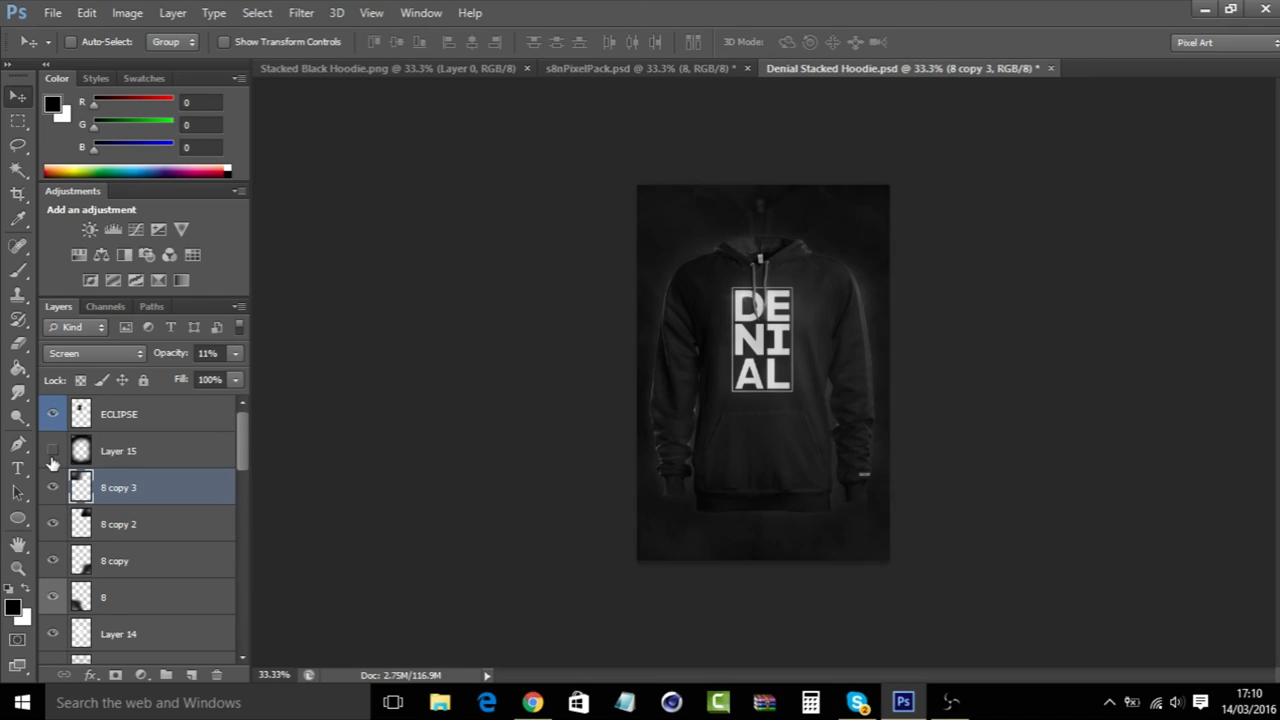 Ps File Edit Image Layer Type Select Filter 3D View Window Help
Auto-Select: Group Show Transform Controls 3D Mode: Pixel Art
Stacked Black Hoodie.png @ 33.3% (Layer 0, RGB/8) × s8nPixelPack.psd @ 33.3% (8, RGB/8) * × Denial Stacked Hoodie.psd @ 33.3% (8 copy 3, RGB/8) * ×
Color Styles Swatches
R 0
G 0
B 0
Adjustments
Add an adjustment
Layers Channels Paths
Kind
Screen Opacity: 11%
Lock: Fill: 100%
ECLIPSE
Layer 15
8 copy 3
8 copy 2
8 copy
8
Layer 14
DE
NI
AL
33.33% Doc: 2.75M/116.9M
Search the web and Windows
17:10
14/03/2016